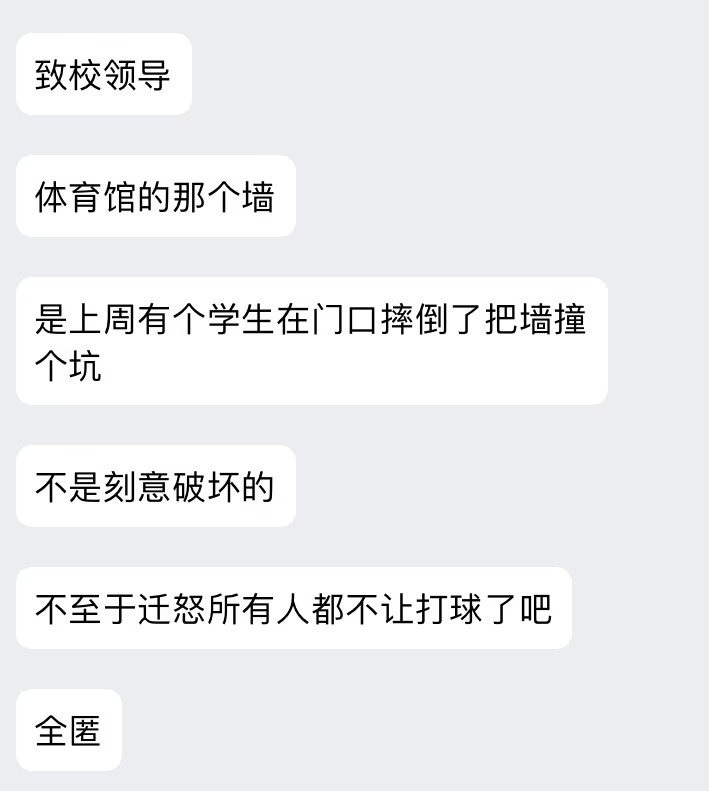 致校领导
体育馆的那个墙
是上周有个学生在门口摔倒了把墙撞
个坑
不是刻意破坏的
不至于迁怒所有人都不让打球了吧
全匿